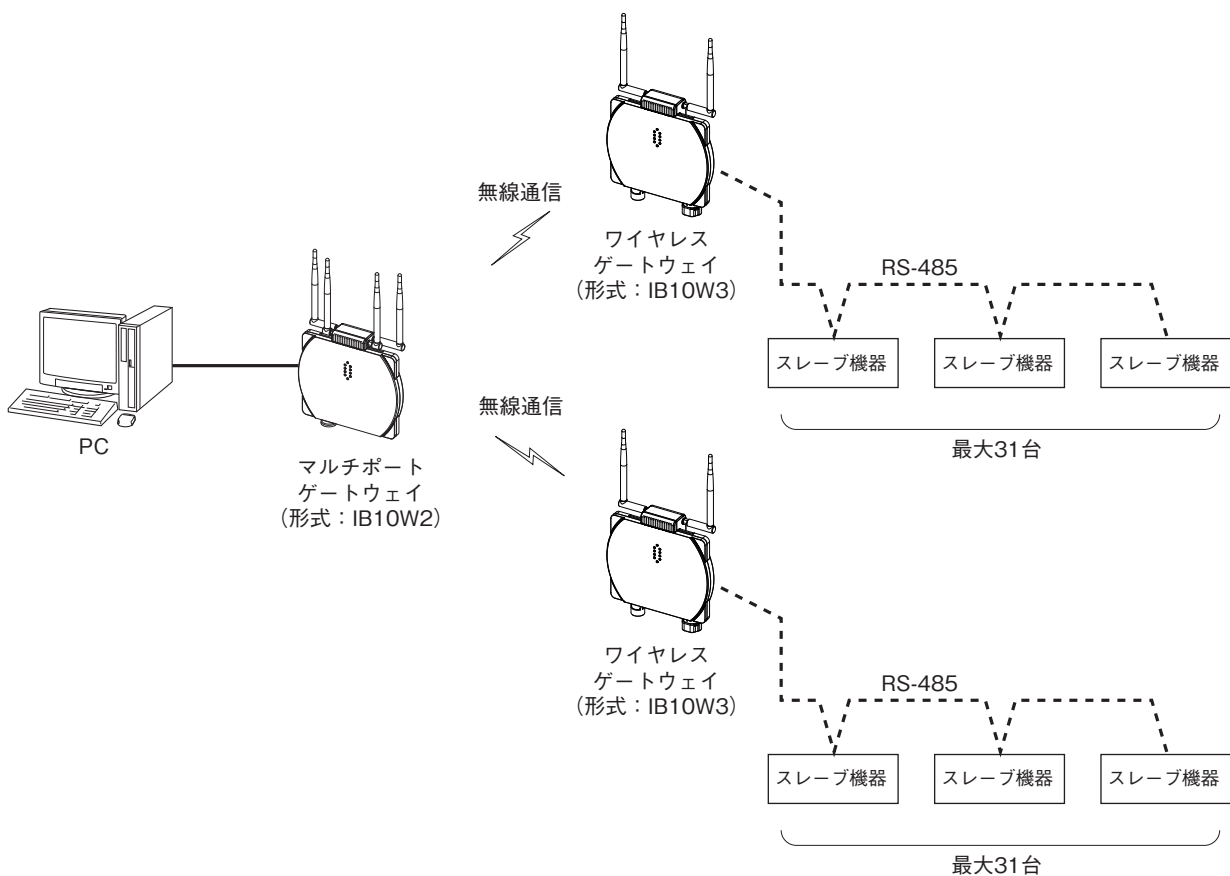 無線通信
ワイヤレス
ゲートウェイ
（形式：IB10W3）
RS-485
スレーブ機器
スレーブ機器
スレーブ機器
最大31台
PC
マルチポート
ゲートウェイ
（形式：IB10W2）
無線通信
ワイヤレス
ゲートウェイ
（形式：IB10W3）
RS-485
スレーブ機器
スレーブ機器
スレーブ機器
最大31台